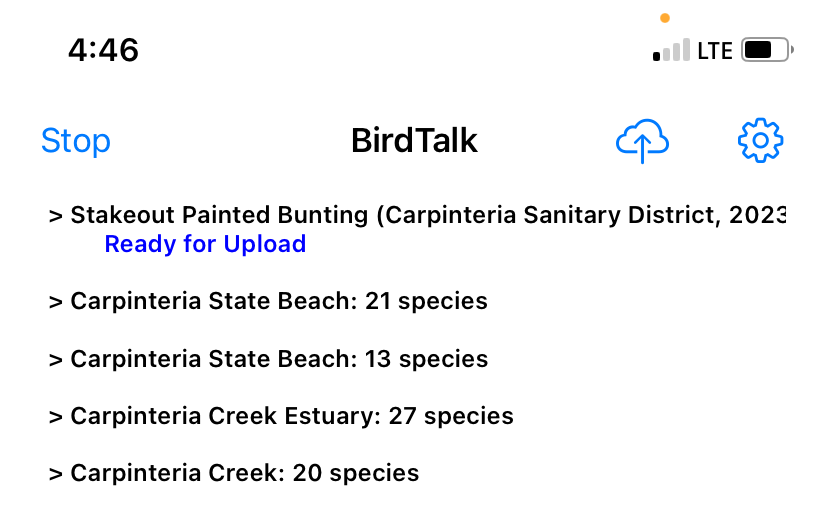 4:46
LTE
Stop BirdTalk
> Stakeout Painted Bunting (Carpinteria Sanitary District, 2023
Ready for Upload
> Carpinteria State Beach: 21 species
> Carpinteria State Beach: 13 species
> Carpinteria Creek Estuary: 27 species
> Carpinteria Creek: 20 species